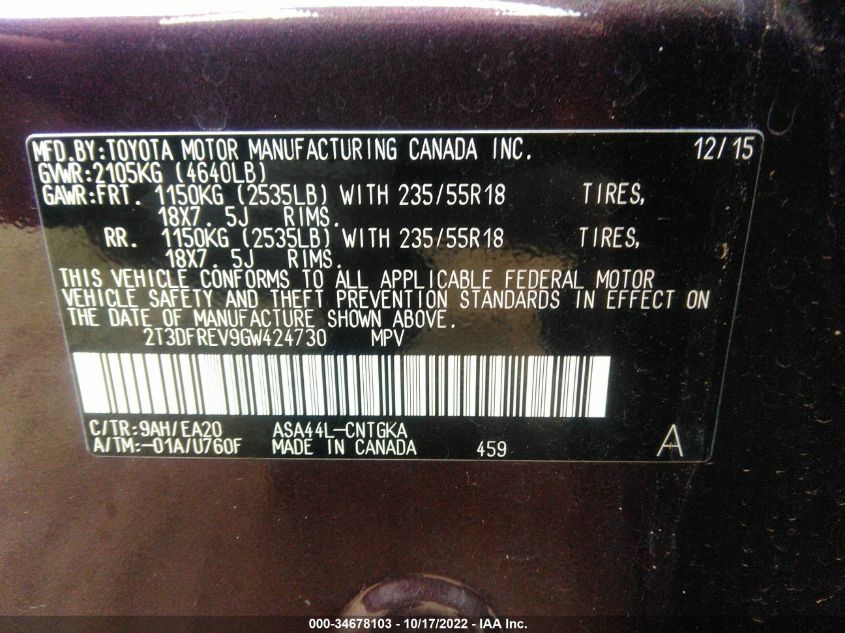 MFD.BY:TOYOTA MOTOR MANUFACTURING CANADA INC. 12/15
GVWR:2105KG (4640LB)
GAWR:FRT. 1150KG (2535LB) WITH 235/55R18 TIRES,
18X7.5J RIMS.
RR. 1150KG (2535LB) WITH 235/55R18 TIRES,
18X7.5J RIMS.
THIS VEHICLE CONFORMS TO ALL APPLICABLE FEDERAL MOTOR
VEHICLE SAFETY AND THEFT PREVENTION STANDARDS IN EFFECT ON
THE DATE OF MANUFACTURE SHOWN ABOVE.
2T3DFREV9GW424730 MPV
C/TR:9AH/EA20 ASA44L-CNTGKA
A/TM:-01A/U760F MADE IN CANADA 459 A
000-34678103 - 10/17/2022 - IAA Inc.